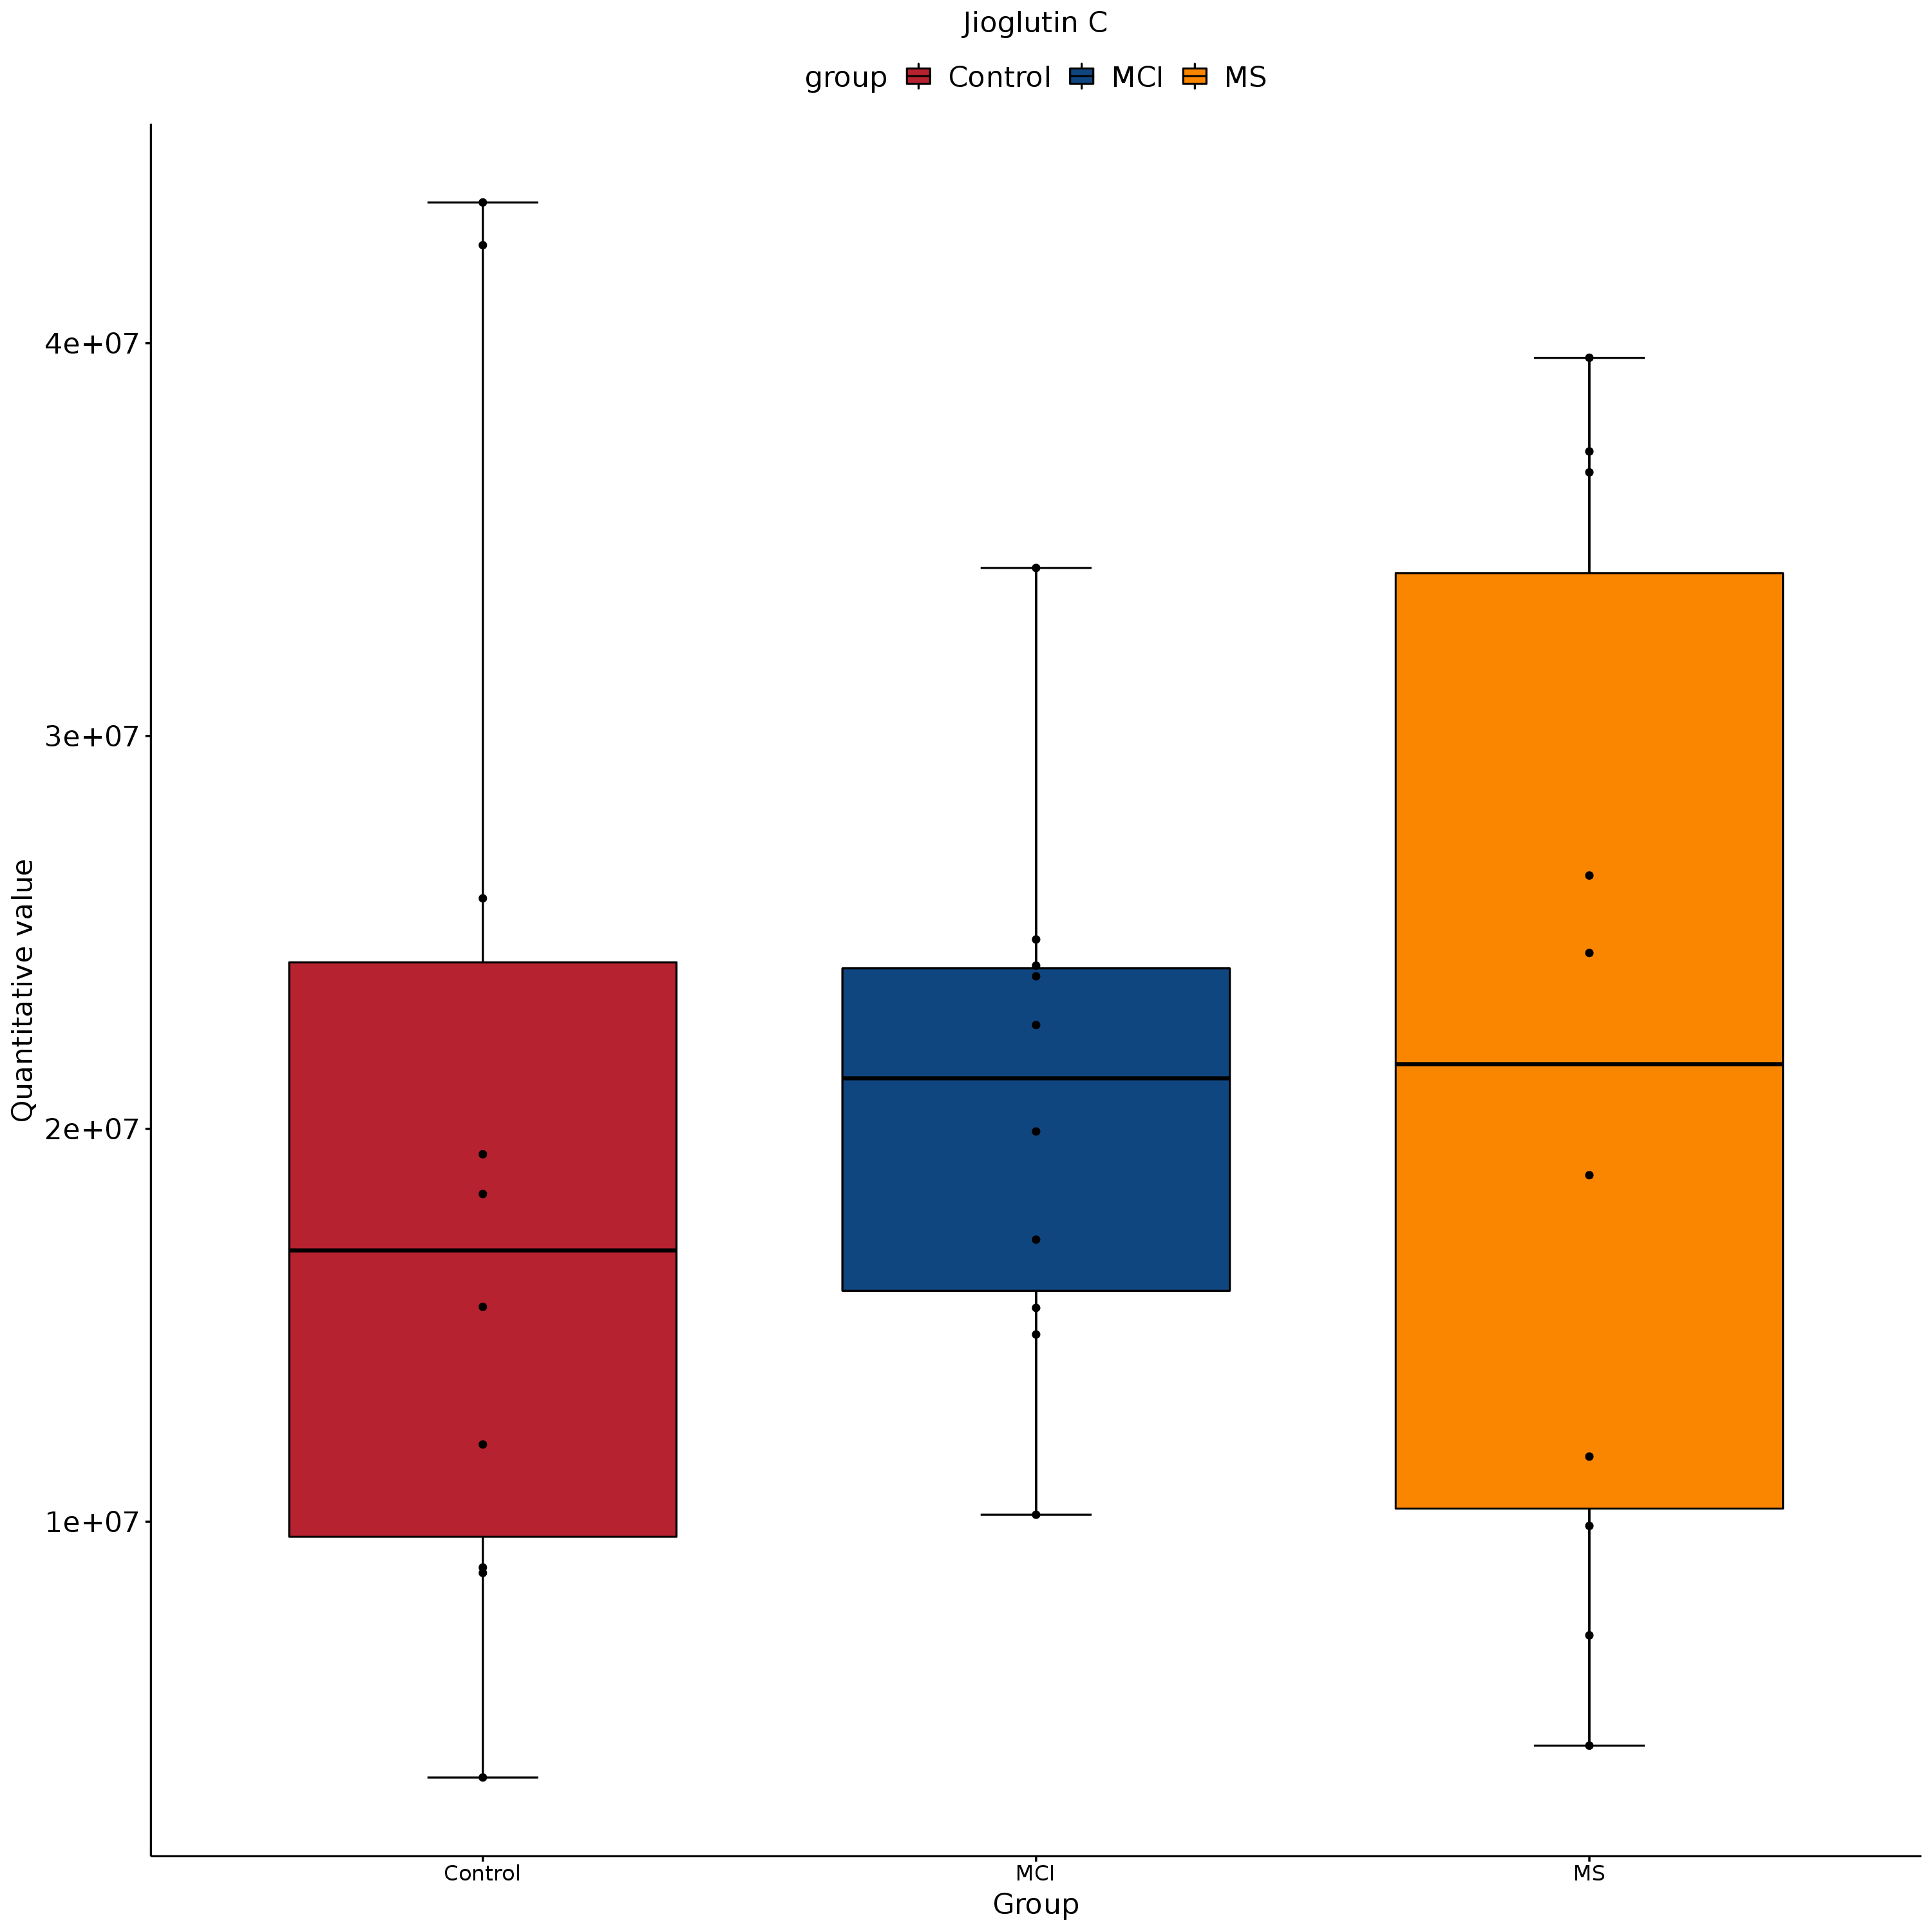 Jioglutin C
group Control MCI MS
Quantitative value
4e+07
3e+07
2e+07
1e+07
Control MCI MS
Group